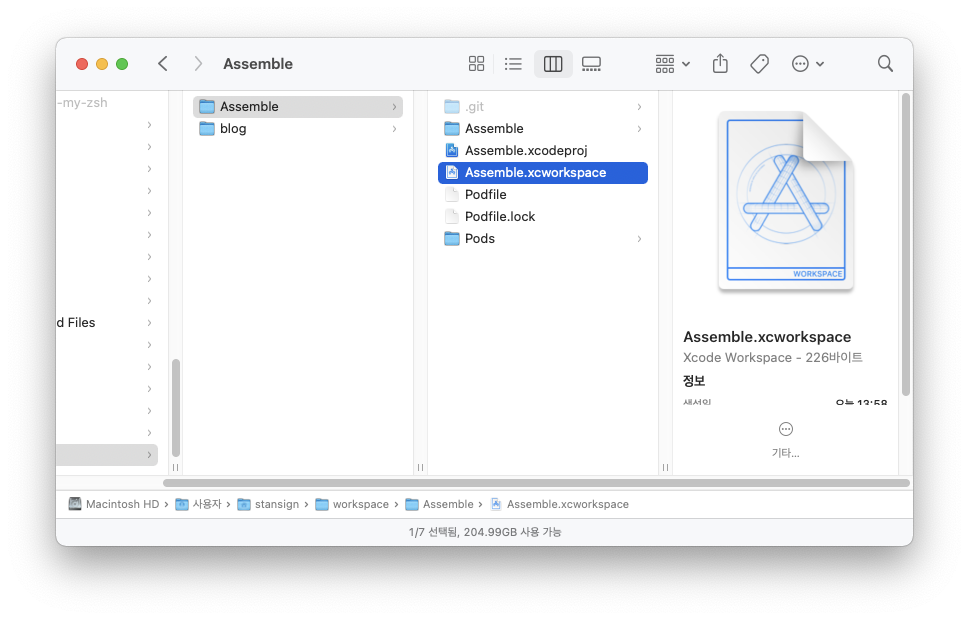 Assemble
-my-zsh
d Files
Assemble
blog
.git
Assemble
Assemble.xcodeproj
Assemble.xcworkspace
Podfile
Podfile.lock
Pods
WORKSPACE
Assemble.xcworkspace
Xcode Workspace - 226바이트
정보
생성일 오늘 13:58
기타...
Macintosh HD › 사용자 › stansign › workspace › Assemble › Assemble.xcworkspace
1/7 선택됨, 204.99GB 사용 가능